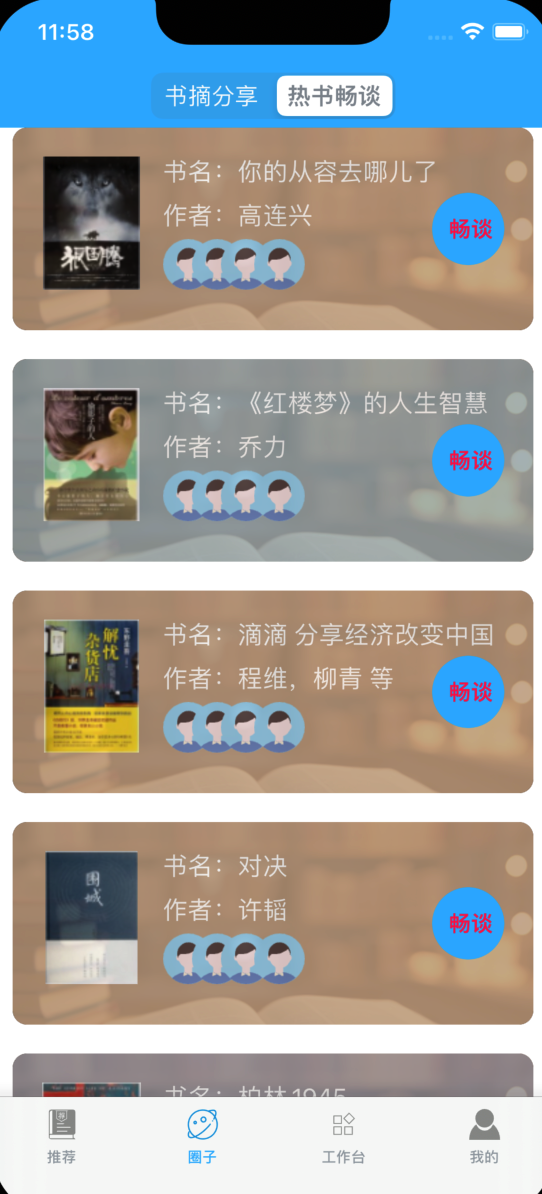 11:58
书摘分享
热书畅谈
狼图腾
书名：你的从容去哪儿了
作者：高连兴
畅谈
书名：《红楼梦》的人生智慧
作者：乔力
畅谈
解忧
杂货店
书名：滴滴 分享经济改变中国
作者：程维，柳青 等
畅谈
围城
书名：对决
作者：许韬
畅谈
书名：柏林1945
推荐
圈子
工作台
我的